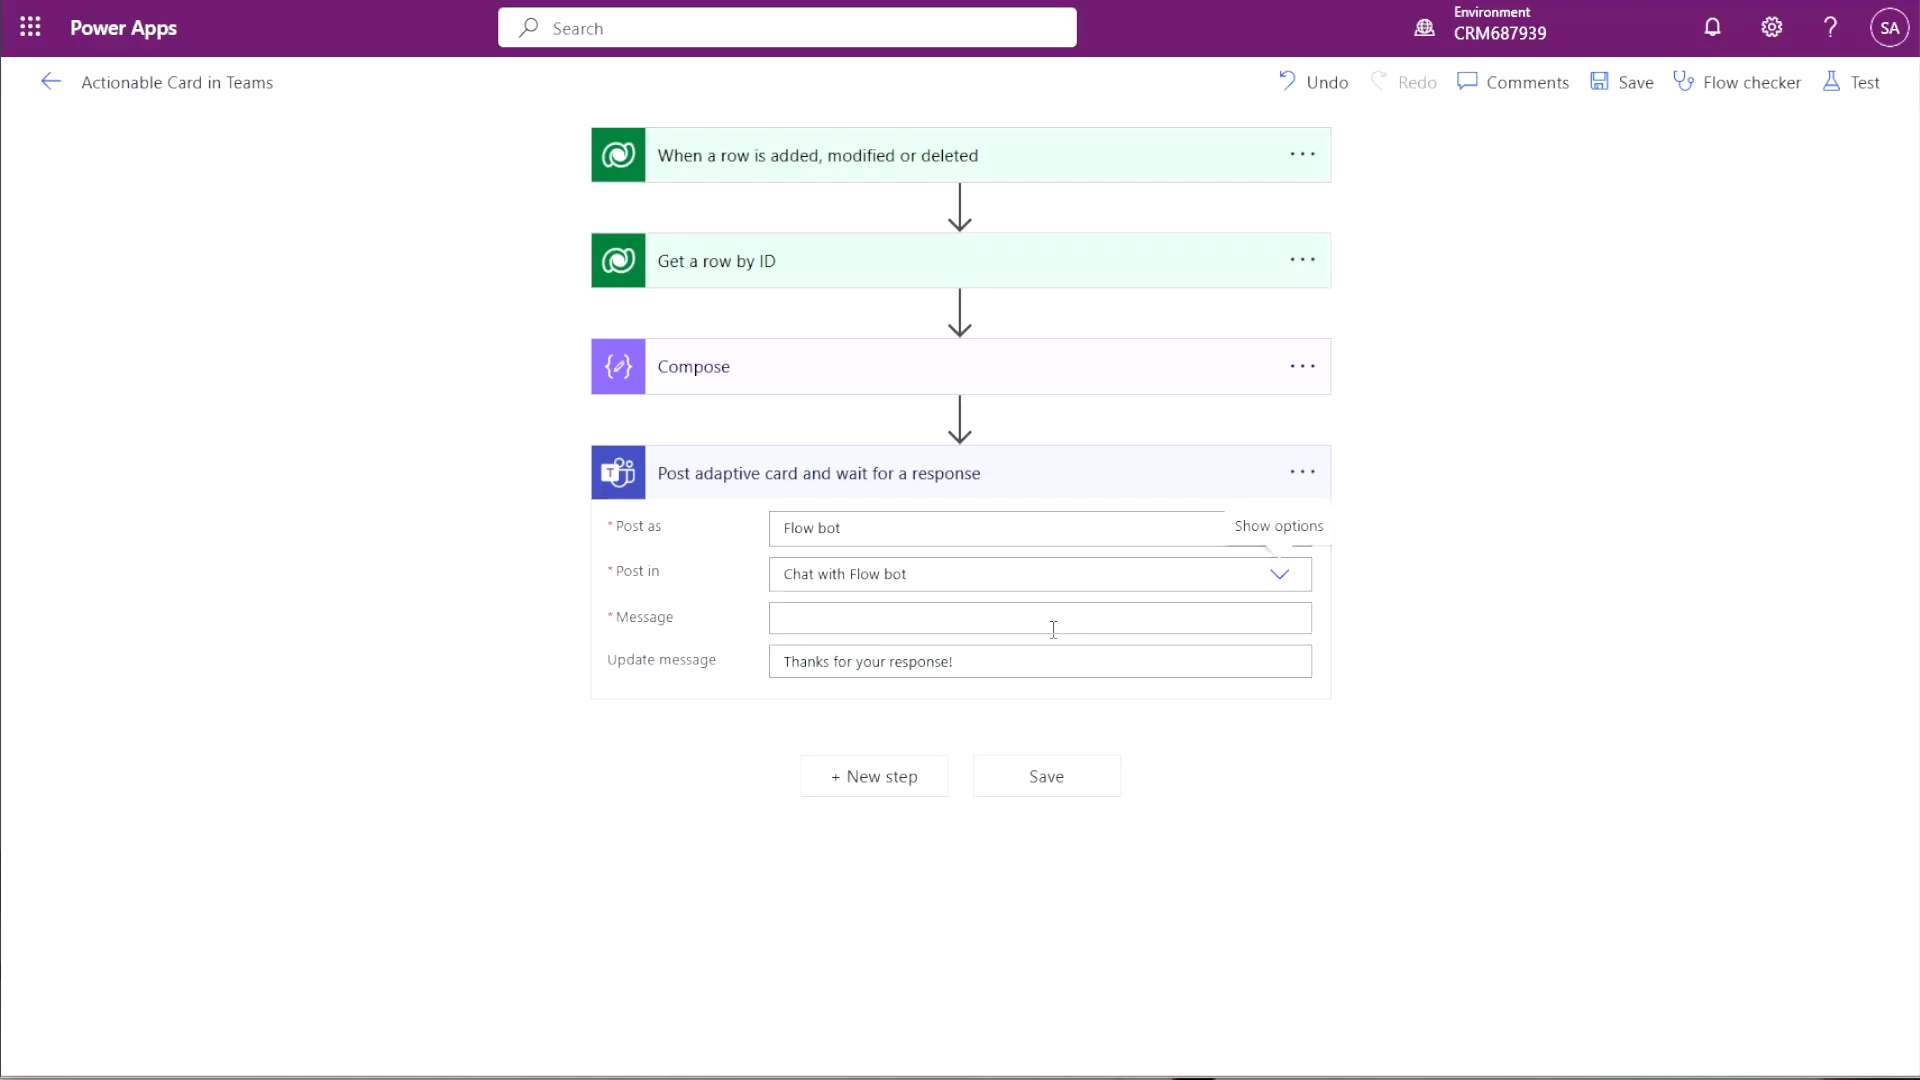 Power Apps
Search
Environment
CRM687939
SA
Actionable Card in Teams
Undo
Redo
Comments
Save
Flow checker
Test
When a row is added, modified or deleted
Get a row by ID
Compose
T
Post adaptive card and wait for a response
* Post as
Flow bot
Show options
* Post in
Chat with Flow bot
* Message
Update message
Thanks for your response!
+ New step
Save